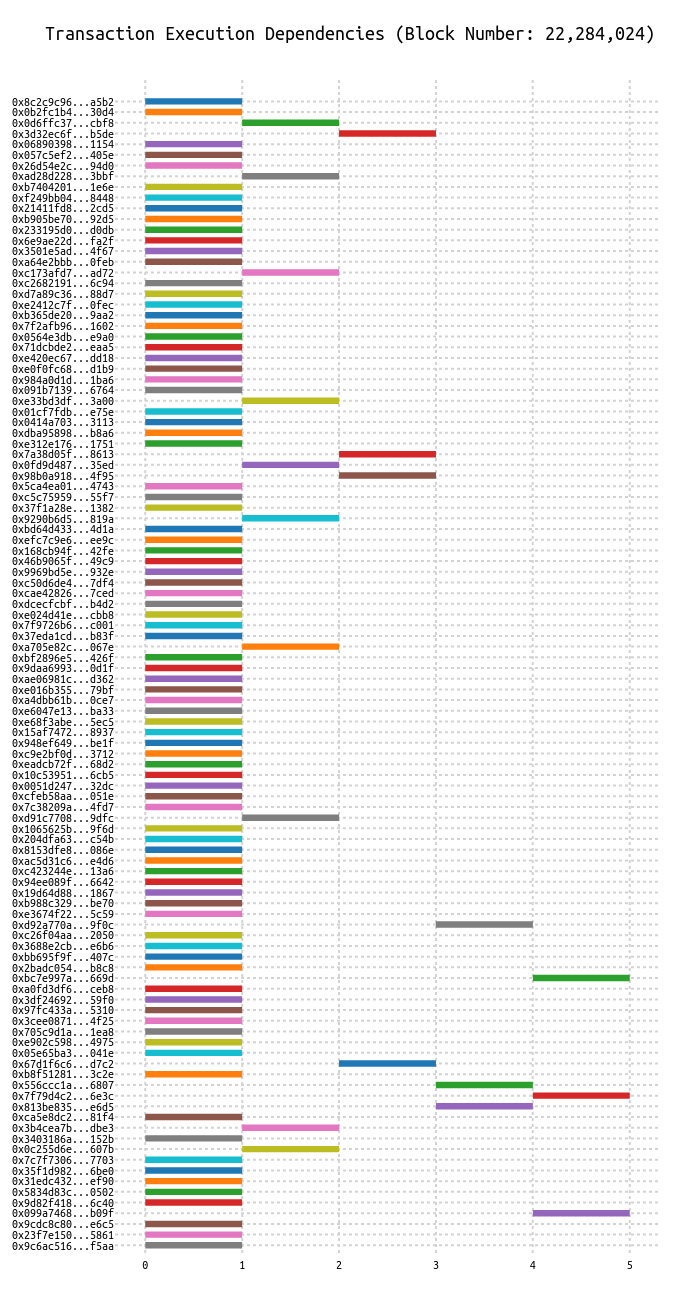 Transaction Execution Dependencies (Block Number: 22,284,024)
0x8c2c9c96...a5b2
0x0b2fc1b4...30d4
0x0d6ffc37...cbf8
0x3d32ec6f...b5de
0x06890398...1154
0x057c5ef2...405e
0x26d54e2c...94d0
0xad28d228...3bbf
0xb7404201...1e6e
0xf249bb04...8448
0x21411fd8...2cd5
0xb905be70...92d5
0x233195d0...d0db
0x6e9ae22d...fa2f
0x3501e5ad...4f67
0xa64e2bbb...0feb
0xc173afd7...ad72
0xc2682191...6c94
0xd7a89c36...88d7
0xe2412c7f...0fec
0xb365de20...9aa2
0x7f2afb96...1602
0x0564e3db...e9a0
0x71dcbde2...eaa5
0xe420ec67...dd18
0xe0f0fc68...d1b9
0x984a0d1d...1ba6
0x091b7139...6764
0xe33bd3df...3a00
0x01cf7fdb...e75e
0x0414a703...3113
0xdba95898...b8a6
0xe312e176...1751
0x7a38d05f...8613
0x0fd9d487...35ed
0x98b0a918...4f95
0x5ca4ea01...4743
0xc5c75959...55f7
0x37f1a28e...1382
0x9290b6d5...819a
0xbd64d433...4d1a
0xefc7c9e6...ee9c
0x168cb94f...42fe
0x46b9065f...49c9
0x9969bd5e...932e
0xc50d6de4...7df4
0xcae42826...7ced
0xdcecfcbf...b4d2
0xe024d41e...cbb8
0x7f9726b6...c001
0x37eda1cd...b83f
0xa705e82c...067e
0xbf2896e5...426f
0x9daa6993...0d1f
0xae06981c...d362
0xe016b355...79bf
0xa4dbb61b...0ce7
0xe6047e13...ba33
0xe68f3abe...5ec5
0x15af7472...8937
0x948ef649...be1f
0xc9e2bf0d...3712
0xeadcb72f...68d2
0x10c53951...6cb5
0x0051d247...32dc
0xcfeb58aa...051e
0x7c38209a...4fd7
0xd91c7708...9dfc
0x1065625b...9f6d
0x204dfa63...c54b
0x8153dfe8...086e
0xac5d31c6...e4d6
0xc423244e...13a6
0x94ee089f...6642
0x19d64d88...1867
0xb988c329...be70
0xe3674f22...5c59
0xd92a770a...9f0c
0xc26f04aa...2050
0x3688e2cb...e6b6
0xbb695f9f...407c
0x2badc054...b8c8
0xbc7e997a...669d
0xa0fd3df6...ceb8
0x3df24692...59f0
0x97fc433a...5310
0x3cee0871...4f25
0x705c9d1a...1ea8
0xe902c598...4975
0x05e65ba3...041e
0x67d1f6c6...d7c2
0xb8f51281...3c2e
0x556ccc1a...6807
0x7f79d4c2...6e3c
0x813be835...e6d5
0xca5e8dc2...81f4
0x3b4cea7b...dbe3
0x3403186a...152b
0x0c255d6e...607b
0x7c7f7306...7703
0x35f1d982...6be0
0x31edc432...ef90
0x5834d83c...0502
0x9d82f418...6c40
0x099a7468...b09f
0x9cdc8c80...e6c5
0x23f7e150...5861
0x9c6ac516...f5aa
0 1 2 3 4 5